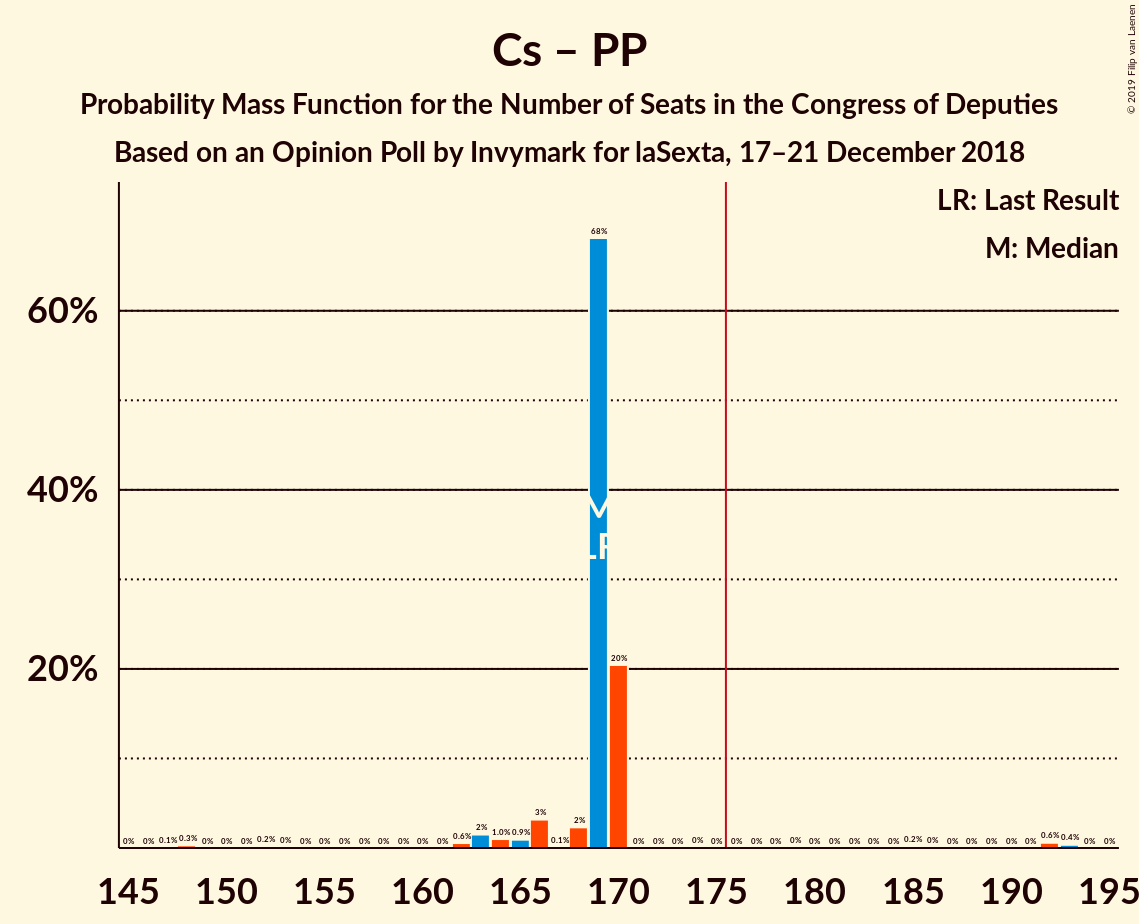 Cs – PP
Probability Mass Function for the Number of Seats in the Congress of Deputies
Based on an Opinion Poll by Invymark for laSexta, 17–21 December 2018
© 2019 Filip van Laenen
LR: Last Result
M: Median
60%
40%
20%
68%
M
LR
20%
0% 0% 0.1% 0.3% 0% 0% 0% 0.2% 0% 0% 0% 0% 0% 0% 0% 0% 0% 0.6% 2% 1.0% 0.9% 3% 0.1% 2% 0% 0% 0% 0% 0% 0% 0% 0% 0% 0% 0% 0% 0% 0% 0.2% 0% 0% 0% 0% 0% 0.6% 0.4% 0% 0%
145 150 155 160 165 170 175 180 185 190 195